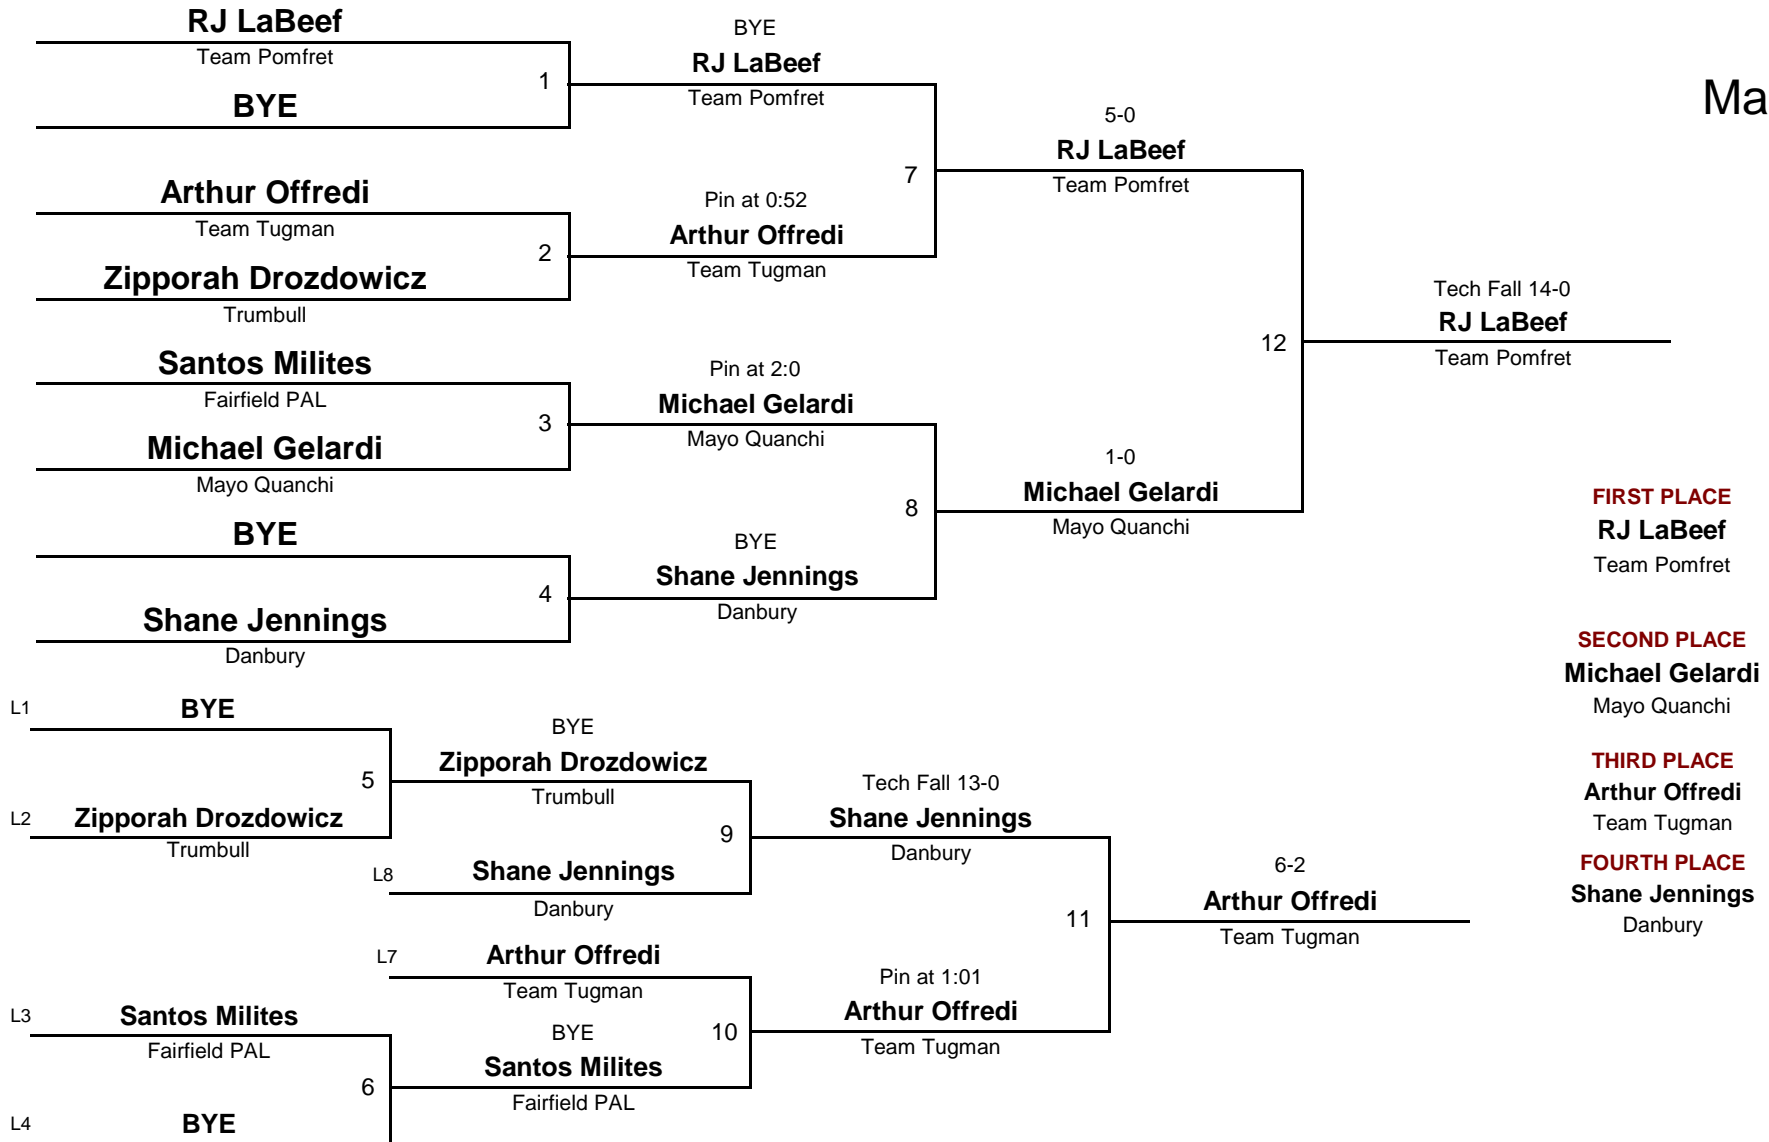 RJ LaBeef
Team Pomfret
1
BYE
BYE
RJ LaBeef
Team Pomfret
Ma
Arthur Offredi
Team Tugman
2
Zipporah Drozdowicz
Trumbull
Pin at 0:52
Arthur Offredi
Team Tugman
7
5-0
RJ LaBeef
Team Pomfret
Santos Milites
Fairfield PAL
3
Michael Gelardi
Mayo Quanchi
Pin at 2:0
Michael Gelardi
Mayo Quanchi
BYE
4
Shane Jennings
Danbury
BYE
Shane Jennings
Danbury
8
1-0
Michael Gelardi
Mayo Quanchi
12
Tech Fall 14-0
RJ LaBeef
Team Pomfret
FIRST PLACE
RJ LaBeef
Team Pomfret
SECOND PLACE
Michael Gelardi
Mayo Quanchi
THIRD PLACE
Arthur Offredi
Team Tugman
FOURTH PLACE
Shane Jennings
Danbury
L1
BYE
5
L2
Zipporah Drozdowicz
Trumbull
BYE
Zipporah Drozdowicz
Trumbull
9
L8
Shane Jennings
Danbury
Tech Fall 13-0
Shane Jennings
Danbury
L7
Arthur Offredi
Team Tugman
L3
Santos Milites
Fairfield PAL
6
L4
BYE
BYE
Santos Milites
Fairfield PAL
10
Pin at 1:01
Arthur Offredi
Team Tugman
11
6-2
Arthur Offredi
Team Tugman